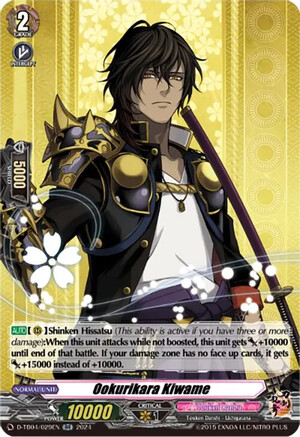 2
GRADE
INTERCEPT
5000
SHIELD
AUTO【】Shinken Hissatsu (This ability is active if you have three or more
damage):When this unit attacks while not boosted, this unit gets +10000
until end of that battle. If your damage zone has no face up cards, it gets
+15000 instead of +10000.
NORMAL UNIT
Ookurikara Kiwame
POWER 10000
CRITICAL
1
Touken Ranbu
D-TB04/029EN RR 2024
©2015 EXNOA LLC/NITRO PLUS